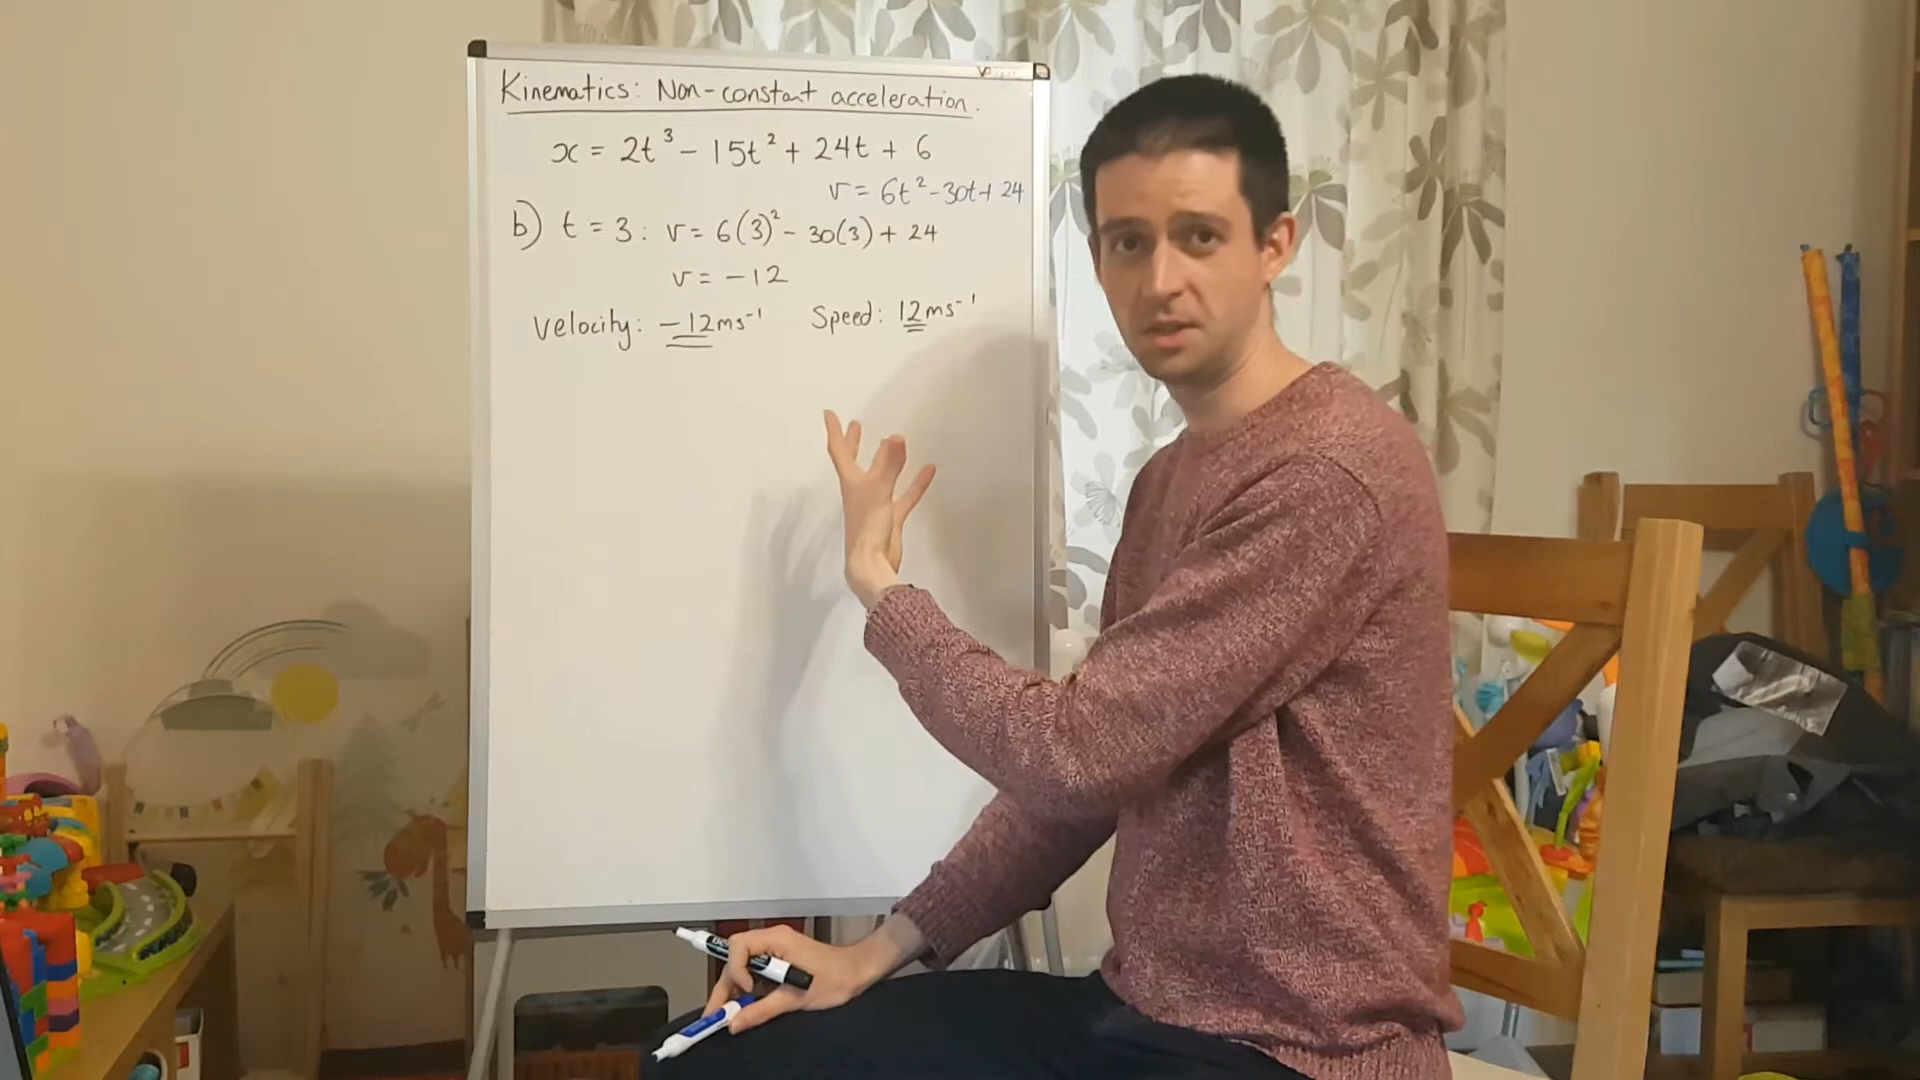 Kinematics: Non-constant acceleration.
x = 2t³ - 15t² + 24t + 6
v = 6t² - 30t + 24
b) t = 3: v = 6(3)² - 30(3) + 24
v = -12
Velocity: -12ms⁻¹ Speed: 12ms⁻¹